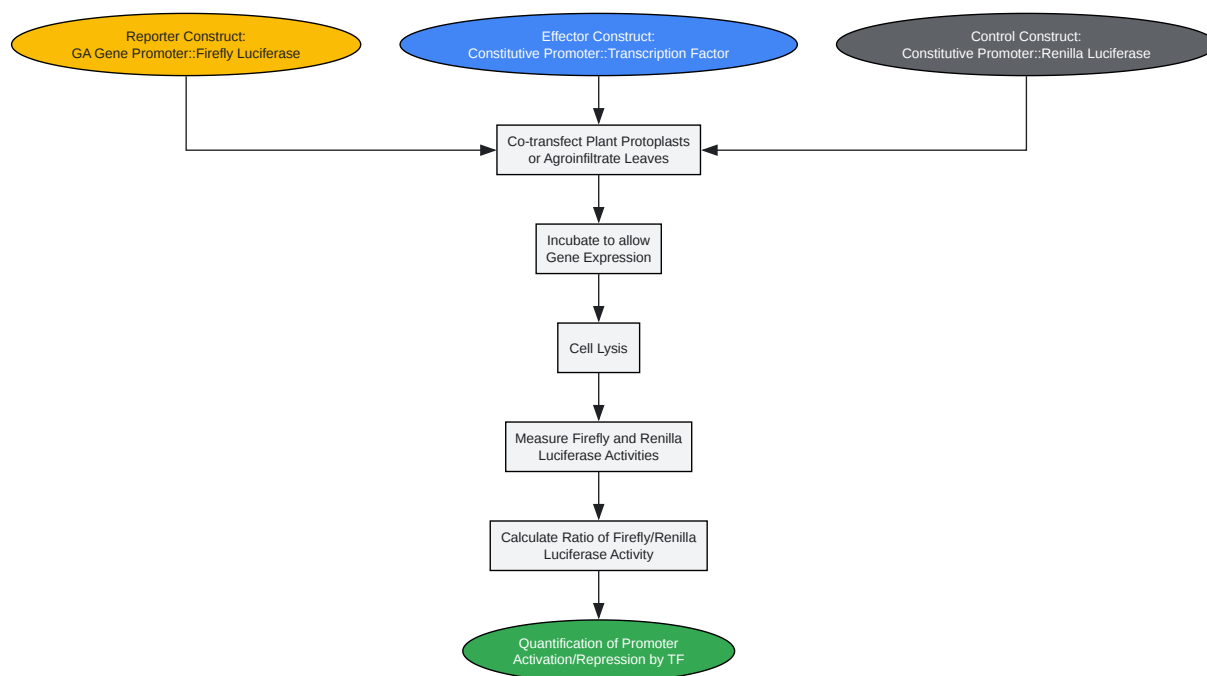 Reporter Construct:
GA Gene Promoter::Firefly Luciferase
Effector Construct:
Constitutive Promoter::Transcription Factor
Control Construct:
Constitutive Promoter::Renilla Luciferase
Co-transfect Plant Protoplasts
or Agroinfiltrate Leaves
Incubate to allow
Gene Expression
Cell Lysis
Measure Firefly and Renilla
Luciferase Activities
Calculate Ratio of Firefly/Renilla
Luciferase Activity
Quantification of Promoter
Activation/Repression by TF